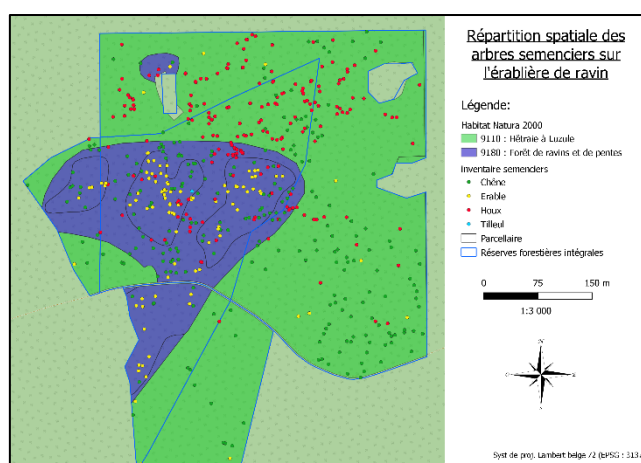 Répartition spatiale des
arbres semenciers sur
l'érablière de ravin
Légende:
Habitat Natura 2000
9110 : Hêtraie à Luzule
9180 : Forêt de ravins et de pentes
Inventaire semenciers
Chêne
Erable
Houx
Tilleul
Parcellaire
Réserves forestières intégrales
0 75 150 m
1:3 000
N
Syst de proj. Lambert belge 72 (EPSG : 3137